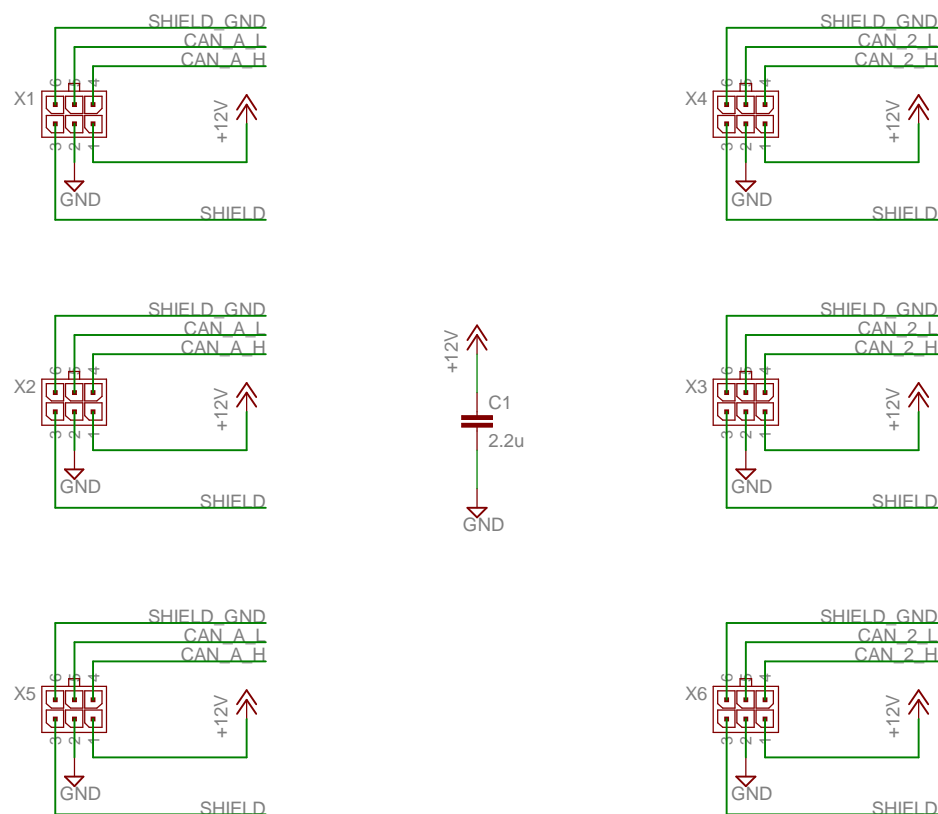 SHIELD_GND
CAN_A_L
CAN_A_H
6 5 4
X1
+12V
3 2 1
GND
SHIELD
SHIELD_GND
CAN_2_L
CAN_2_H
6 5 4
X4
+12V
3 2 1
GND
SHIELD
SHIELD_GND
CAN_A_L
CAN_A_H
6 5 4
X2
+12V
3 2 1
GND
SHIELD
+12V
C1
2.2u
GND
SHIELD_GND
CAN_2_L
CAN_2_H
6 5 4
X3
+12V
3 2 1
GND
SHIELD
SHIELD_GND
CAN_A_L
CAN_A_H
6 5 4
X5
+12V
3 2 1
GND
SHIELD
SHIELD_GND
CAN_2_L
CAN_2_H
6 5 4
X6
+12V
3 2 1
GND
SHIELD